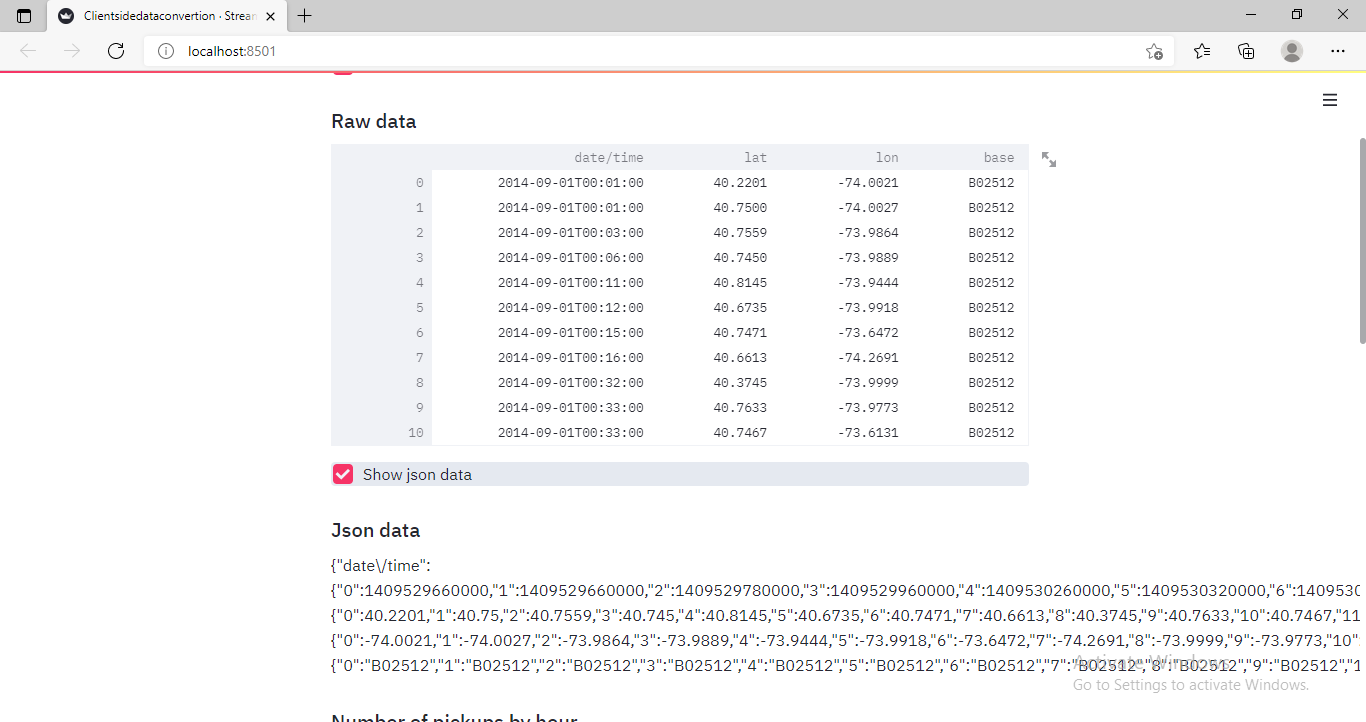 Clientsidedataconvertion · Strean
localhost:8501
Raw data
date/time lat lon base
0 2014-09-01T00:01:00 40.2201 -74.0021 B02512
1 2014-09-01T00:01:00 40.7500 -74.0027 B02512
2 2014-09-01T00:03:00 40.7559 -73.9864 B02512
3 2014-09-01T00:06:00 40.7450 -73.9889 B02512
4 2014-09-01T00:11:00 40.8145 -73.9444 B02512
5 2014-09-01T00:12:00 40.6735 -73.9918 B02512
6 2014-09-01T00:15:00 40.7471 -73.6472 B02512
7 2014-09-01T00:16:00 40.6613 -74.2691 B02512
8 2014-09-01T00:32:00 40.3745 -73.9999 B02512
9 2014-09-01T00:33:00 40.7633 -73.9773 B02512
10 2014-09-01T00:33:00 40.7467 -73.6131 B02512
Show json data
Json data
{"date\/time":
{"0":1409529660000,"1":1409529660000,"2":1409529780000,"3":1409529960000,"4":1409530260000,"5":1409530320000,"6":140953
{"0":40.2201,"1":40.75,"2":40.7559,"3":40.745,"4":40.8145,"5":40.6735,"6":40.7471,"7":40.6613,"8":40.3745,"9":40.7633,"10":40.7467,"11
{"0":-74.0021,"1":-74.0027,"2":-73.9864,"3":-73.9889,"4":-73.9444,"5":-73.9918,"6":-73.6472,"7":-74.2691,"8":-73.9999,"9":-73.9773,"10"
{"0":"B02512","1":"B02512","2":"B02512","3":"B02512","4":"B02512","5":"B02512","6":"B02512","7":"B02512","8":"B02512","9":"B02512","1
Activate Windows
Go to Settings to activate Windows.
Number of pickups by hour